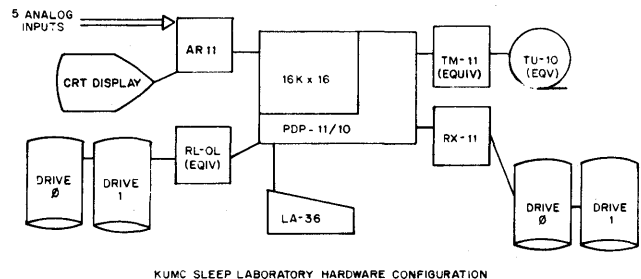 5 ANALOG
INPUTS
AR 11
CRT DISPLAY
16K x 16
PDP-11/10
TM-11
(EQUIV)
TU-10
(EQV)
RL-OL
(EQIV)
RX-11
DRIVE
Ø
DRIVE
1
LA-36
DRIVE
Ø
DRIVE
1
KUMC SLEEP LABORATORY HARDWARE CONFIGURATION